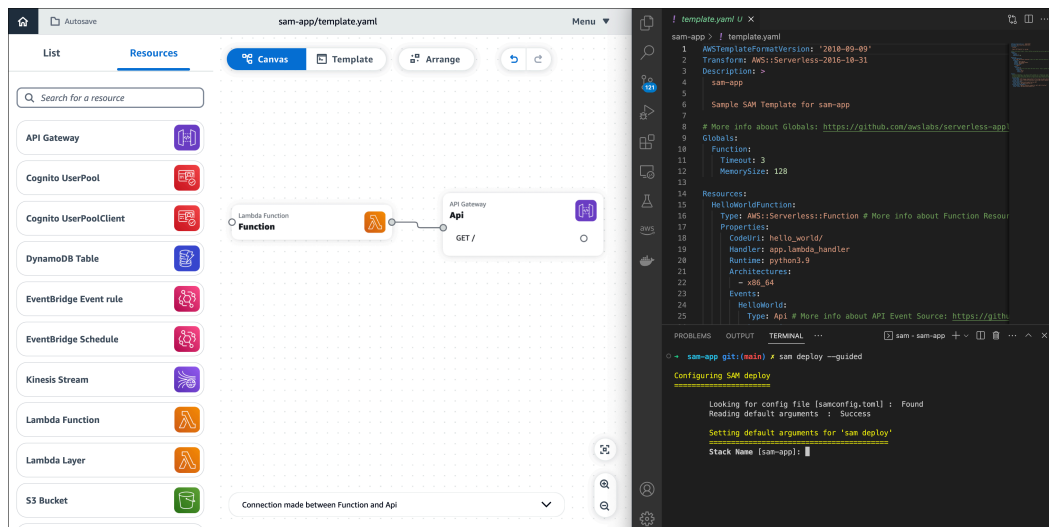 Autosave
sam-app/template.yaml
Menu
List
Resources
Canvas
Template
Arrange
Search for a resource
API Gateway
Cognito UserPool
Cognito UserPoolClient
DynamoDB Table
EventBridge Event rule
EventBridge Schedule
Kinesis Stream
Lambda Function
Lambda Layer
S3 Bucket
Lambda Function
Function
API Gateway
Api
GET /
Connection made between Function and Api
121
aws
! template.yaml U ×
sam-app > ! template.yaml
1 AWSTemplateFormatVersion: '2010-09-09'
2 Transform: AWS::Serverless-2016-10-31
3 Description: >
4 sam-app
5
6 Sample SAM Template for sam-app
7
8 # More info about Globals: https://github.com/awslabs/serverless-appl
9 Globals:
10 Function:
11 Timeout: 3
12 MemorySize: 128
13
14 Resources:
15 HelloWorldFunction:
16 Type: AWS::Serverless::Function # More info about Function Resour
17 Properties:
18 CodeUri: hello_world/
19 Handler: app.lambda_handler
20 Runtime: python3.9
21 Architectures:
22 - x86_64
23 Events:
24 HelloWorld:
25 Type: Api # More info about API Event Source: https://githu
PROBLEMS OUTPUT TERMINAL ···
sam - sam-app
→ sam-app git:(main) ✗ sam deploy --guided
Configuring SAM deploy
======================
Looking for config file [samconfig.toml] : Found
Reading default arguments : Success
Setting default arguments for 'sam deploy'
=========================================
Stack Name [sam-app]: